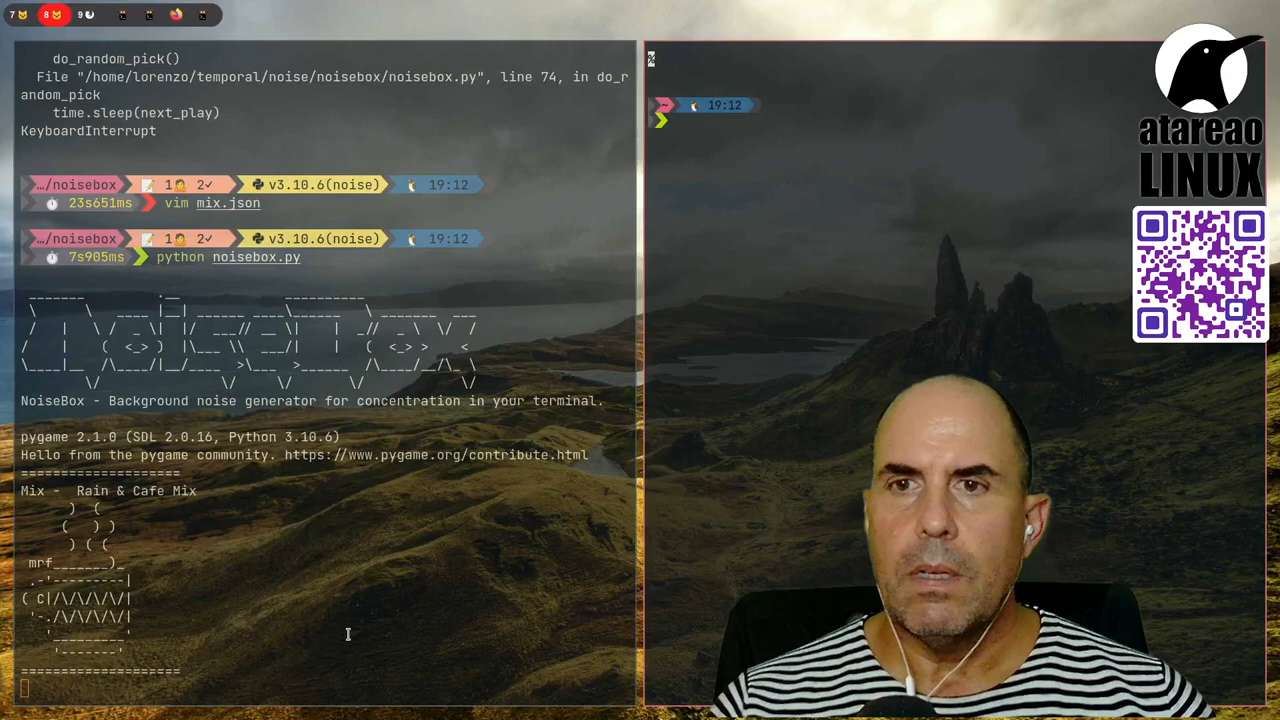 7 8 9
do_random_pick()
File "/home/lorenzo/temporal/noise/noisebox/noisebox.py", line 74, in do_r
andom_pick
time.sleep(next_play)
KeyboardInterrupt
…/noisebox 1 2✓ v3.10.6(noise) 19:12
23s651ms vim mix.json
…/noisebox 1 2✓ v3.10.6(noise) 19:12
7s905ms python noisebox.py
NoiseBox - Background noise generator for concentration in your terminal.
pygame 2.1.0 (SDL 2.0.16, Python 3.10.6)
Hello from the pygame community. https://www.pygame.org/contribute.html
====================
Mix -  Rain & Cafe Mix
) (
(   ) )
) ( (
mrf_______)_
.-'---------|
( C|/\/\/\/\/|
'-./\/\/\/\/|
'_________'
'-------'
====================
%
~ 19:12
atareao
LINUX